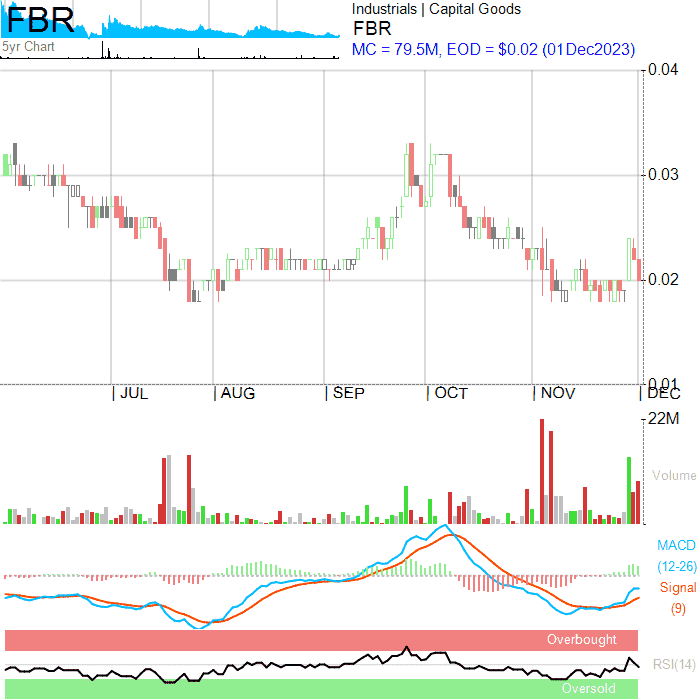 FBR
5yr Chart
Industrials | Capital Goods
FBR
MC = 79.5M, EOD = $0.02 (01Dec2023)
0.04
0.03
0.02
0.01
| JUL | AUG | SEP | OCT | NOV | DEC
22M
Volume
MACD
(12-26)
Signal
(9)
Overbought
RSI(14)
Oversold